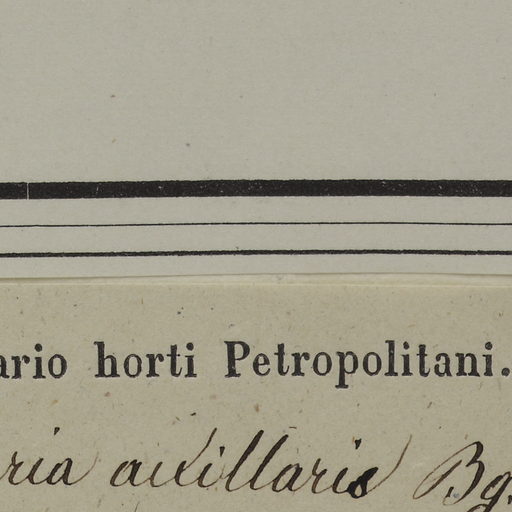 ario horti Petropolitani.
ria axillaris Bg.